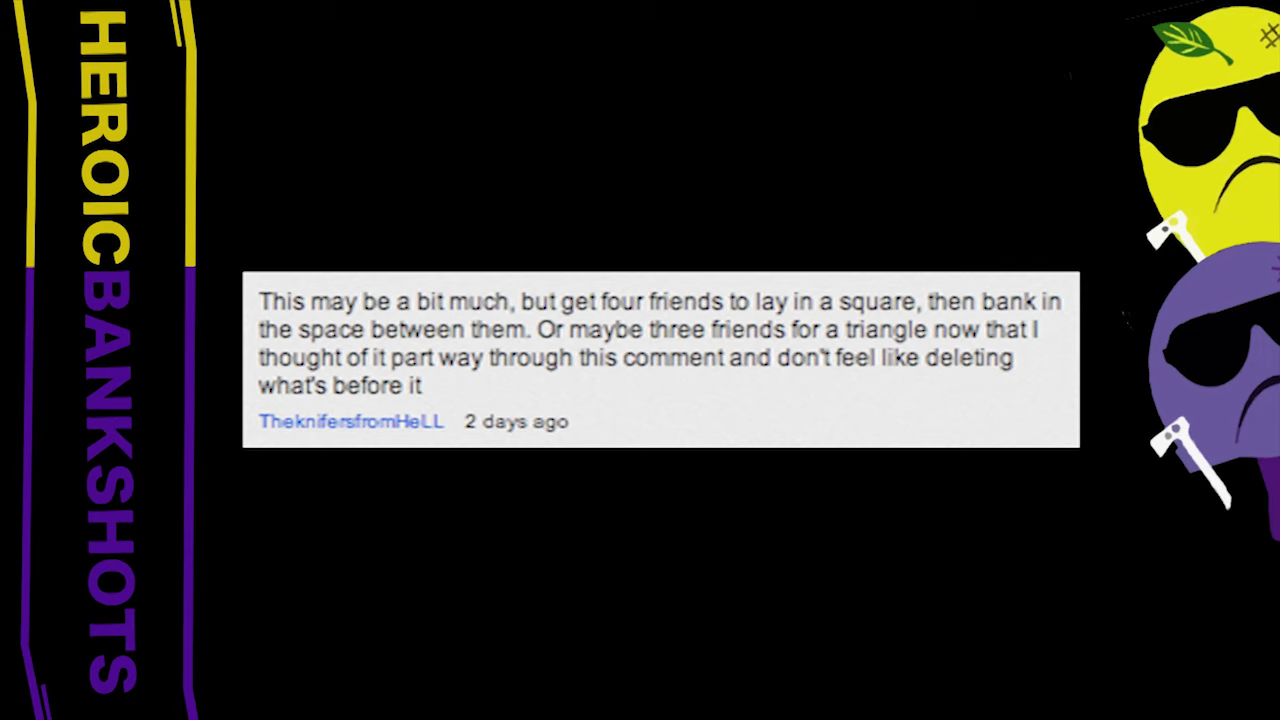 HEROICBANKSHOTS
This may be a bit much, but get four friends to lay in a square, then bank in
the space between them. Or maybe three friends for a triangle now that I
thought of it part way through this comment and don't feel like deleting
what's before it
TheknifersfromHeLL 2 days ago